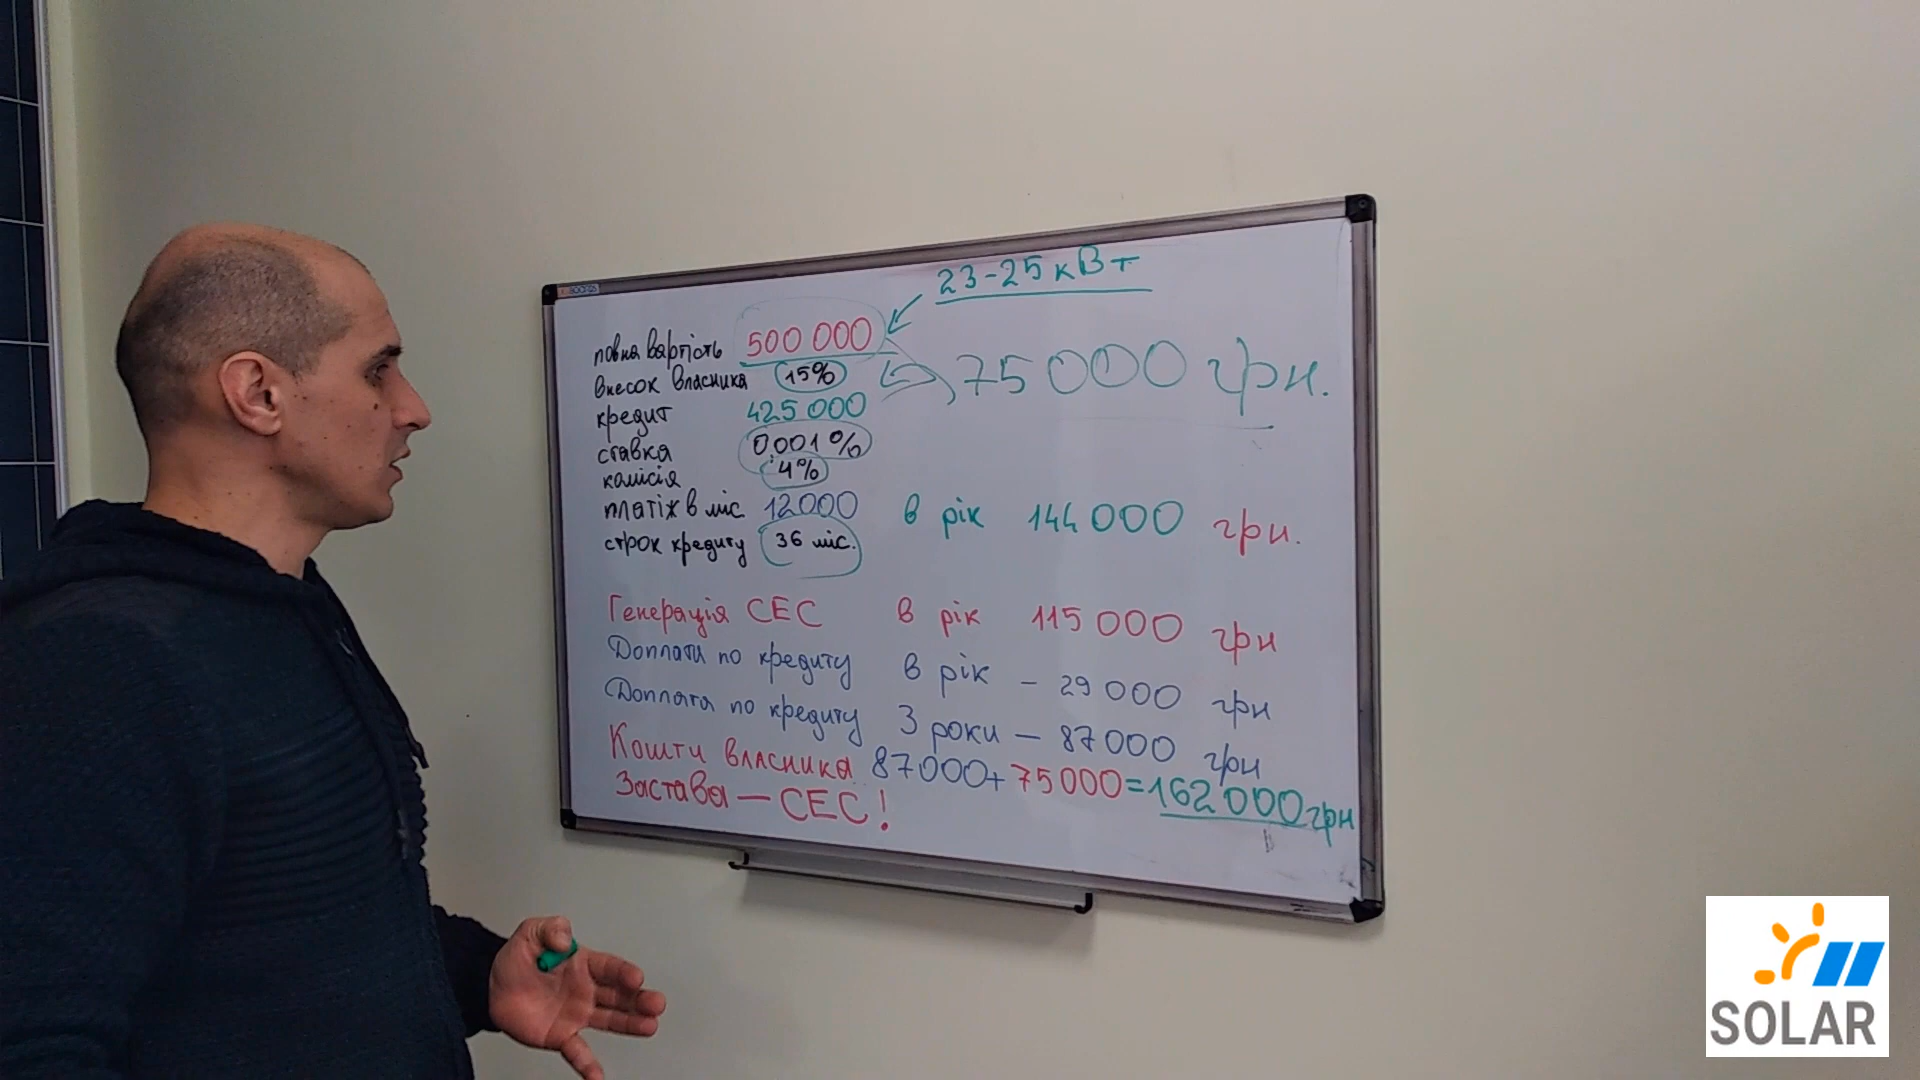 23-25 кВт
повна вартість 500 000
внесок власника 15% 75 000 грн.
кредит 425 000
ставка 0,001%
комісія 4%
платіж в міс 12000 в рік 144 000 грн.
строк кредиту 36 міс.
Генерація СЕС в рік 115 000 грн
Доплата по кредиту в рік - 29 000 грн
Доплата по кредиту 3 роки - 87 000 грн
Кошти власника 87000+75000=162 000 грн
Застава - СЕС!
SOLAR